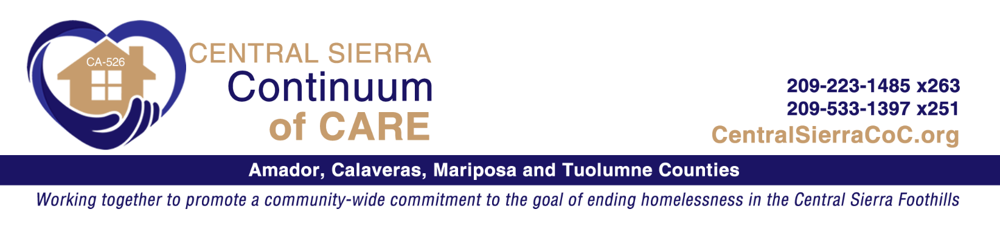 CA-526
CENTRAL SIERRA
Continuum
of CARE
209-223-1485 x263
209-533-1397 x251
CentralSierraCoC.org
Amador, Calaveras, Mariposa and Tuolumne Counties
Working together to promote a community-wide commitment to the goal of ending homelessness in the Central Sierra Foothills